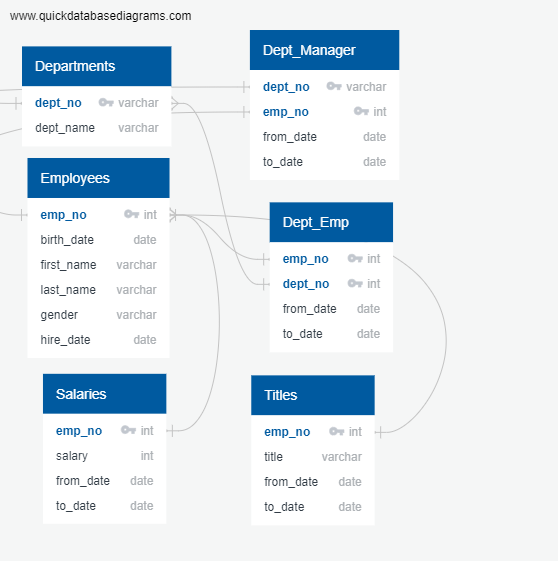 www.quickdatabasediagrams.com
Departments
dept_no varchar
dept_name varchar
Dept_Manager
dept_no varchar
emp_no int
from_date date
to_date date
Employees
emp_no int
birth_date date
first_name varchar
last_name varchar
gender varchar
hire_date date
Dept_Emp
emp_no int
dept_no int
from_date date
to_date date
Salaries
emp_no int
salary int
from_date date
to_date date
Titles
emp_no int
title varchar
from_date date
to_date date